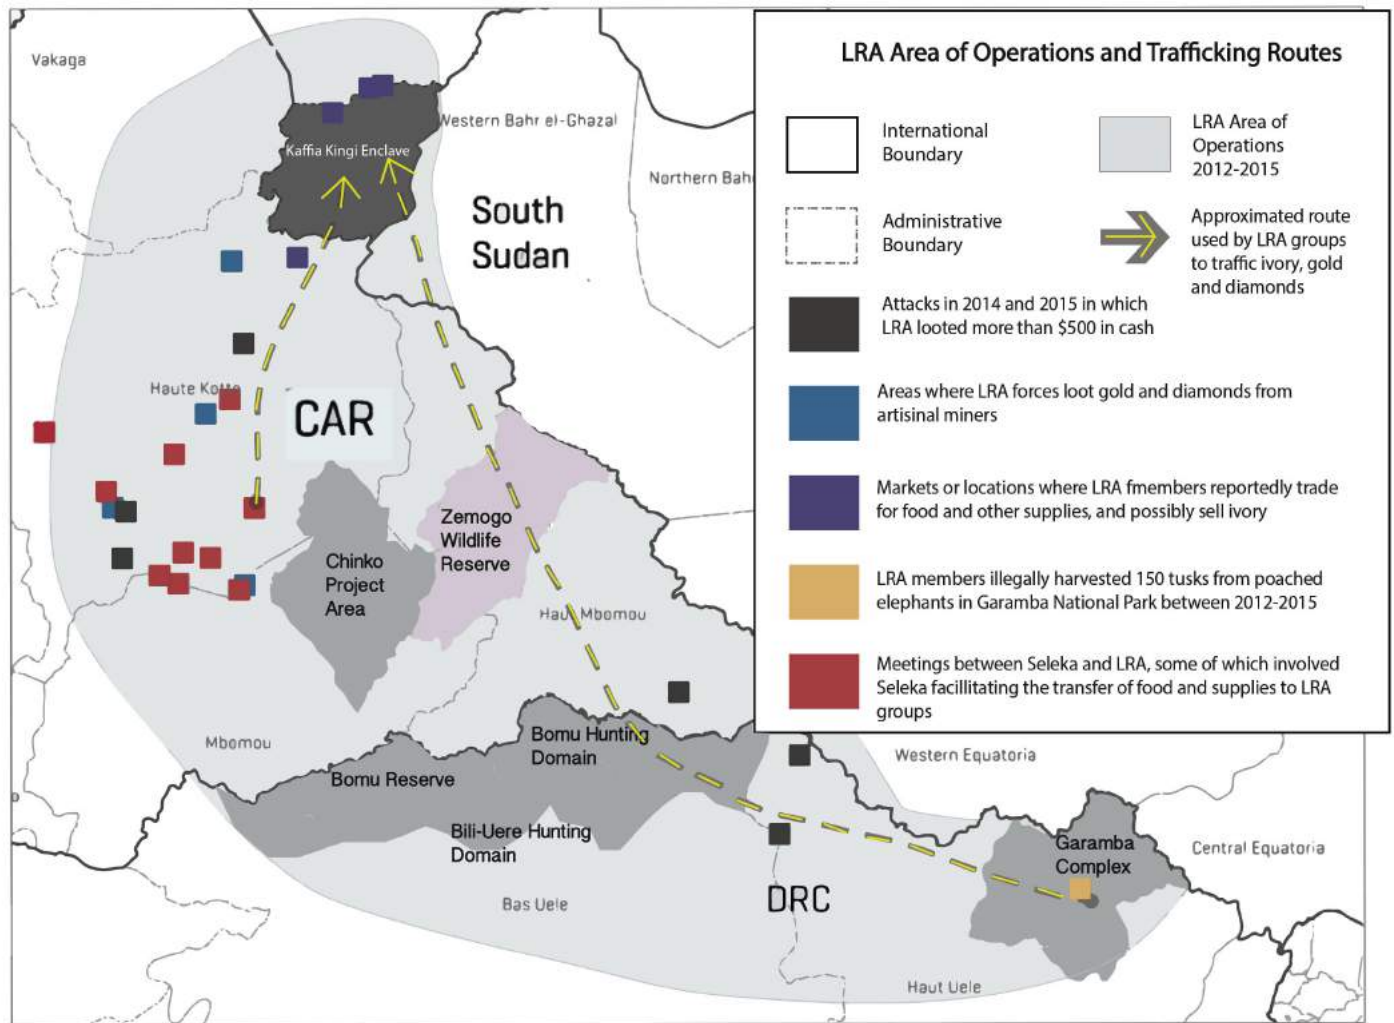 LRA Area of Operations and Trafficking Routes
International
Boundary
LRA Area of
Operations
2012-2015
Administrative
Boundary
Approximated route
used by LRA groups
to traffic ivory, gold
and diamonds
Attacks in 2014 and 2015 in which
LRA looted more than $500 in cash
Areas where LRA forces loot gold and diamonds from
artisinal miners
Markets or locations where LRA fmembers reportedly trade
for food and other supplies, and possibly sell ivory
LRA members illegally harvested 150 tusks from poached
elephants in Garamba National Park between 2012-2015
Meetings between Seleka and LRA, some of which involved
Seleka facillitating the transfer of food and supplies to LRA
groups
Vakaga
Western Bahr el-Ghazal
Kaffia Kingi Enclave
Northern Bah
South
Sudan
Haute Kotto
CAR
Zemogo
Wildlife
Reserve
Chinko
Project
Area
Haut Mbomou
Mbomou
Bomu Hunting
Domain
Bomu Reserve
Western Equatoria
Bili-Uere Hunting
Domain
Garamba
Complex
Central Equatoria
DRC
Bas Uele
Haut Uele